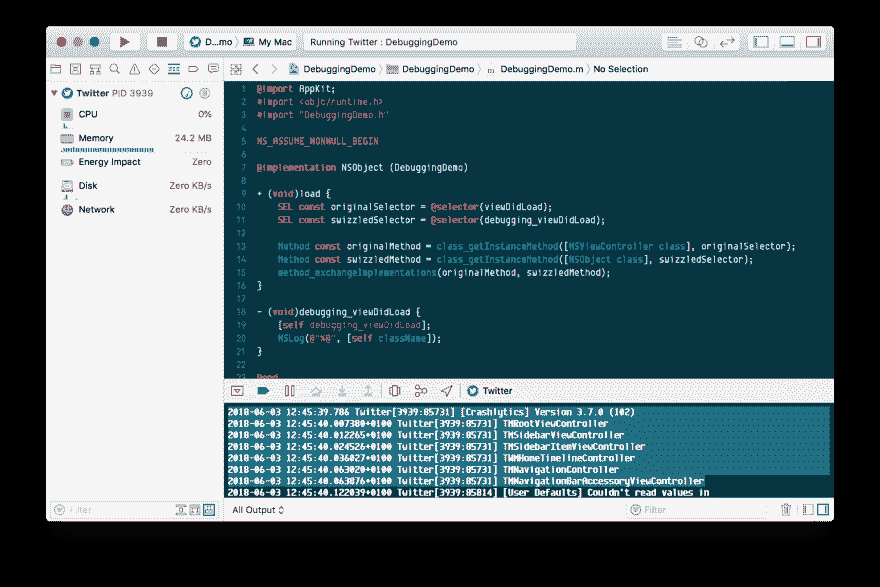 D...mo My Mac Running Twitter : DebuggingDemo
DebuggingDemo DebuggingDemo m DebuggingDemo.m No Selection
Twitter PID 3939
CPU 0%
Memory 24.2 MB
Energy Impact Zero
Disk Zero KB/s
Network Zero KB/s
1 @import AppKit;
2 #import <objc/runtime.h>
3 #import "DebuggingDemo.h"
4
5 NS_ASSUME_NONNULL_BEGIN
6
7 @implementation NSObject (DebuggingDemo)
8
9 + (void)load {
10 SEL const originalSelector = @selector(viewDidLoad);
11 SEL const swizzledSelector = @selector(debugging_viewDidLoad);
12
13 Method const originalMethod = class_getInstanceMethod([NSViewController class], originalSelector);
14 Method const swizzledMethod = class_getInstanceMethod([NSObject class], swizzledSelector);
15 method_exchangeImplementations(originalMethod, swizzledMethod);
16 }
17
18 - (void)debugging_viewDidLoad {
19 [self debugging_viewDidLoad];
20 NSLog(@"%@", [self className]);
21 }
22
23 @end
Twitter
2018-06-03 12:45:39.786 Twitter[3939:85731] [Crashlytics] Version 3.7.0 (102)
2018-06-03 12:45:40.007380+0100 Twitter[3939:85731] TMRootViewController
2018-06-03 12:45:40.012265+0100 Twitter[3939:85731] TMSidebarViewController
2018-06-03 12:45:40.024526+0100 Twitter[3939:85731] TMSidebarItemViewController
2018-06-03 12:45:40.036027+0100 Twitter[3939:85731] TMHomeTimelineController
2018-06-03 12:45:40.063020+0100 Twitter[3939:85731] TMNavigationController
2018-06-03 12:45:40.063876+0100 Twitter[3939:85731] TMNavigationBarAccessoryViewController
2018-06-03 12:45:40.122039+0100 Twitter[3939:85814] [User Defaults] Couldn't read values in
Filter All Output Filter